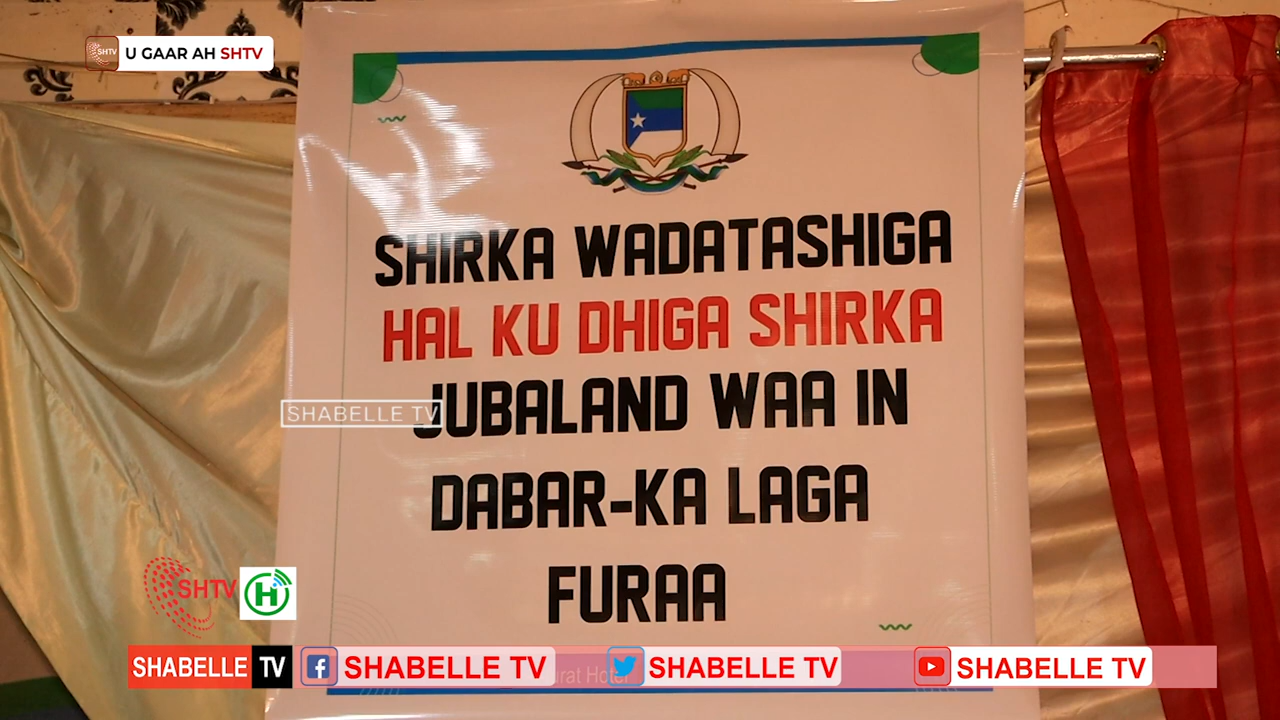 SHTV
U GAAR AH SHTV
SHIRKA WADATASHIGA
HAL KU DHIGA SHIRKA
JUBALAND WAA IN
DABAR-KA LAGA
FURAA
SHABELLE TV
SHTV
H
SHABELLE TV
SHABELLE TV
SHABELLE TV
SHABELLE TV